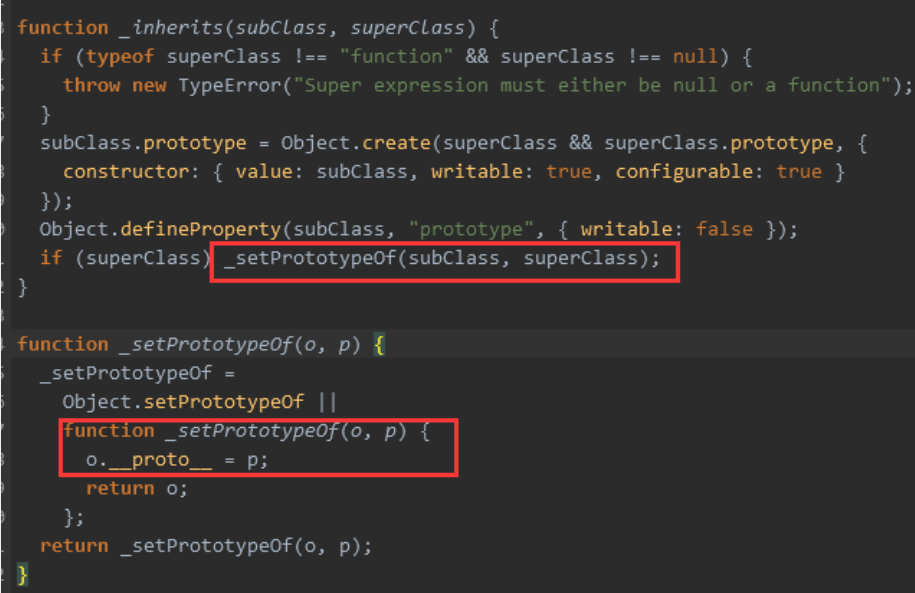 function _inherits(subClass, superClass) {
if (typeof superClass !== "function" && superClass !== null) {
throw new TypeError("Super expression must either be null or a function");
}
subClass.prototype = Object.create(superClass && superClass.prototype, {
constructor: { value: subClass, writable: true, configurable: true }
});
Object.defineProperty(subClass, "prototype", { writable: false });
if (superClass) _setPrototypeOf(subClass, superClass);
}
function _setPrototypeOf(o, p) {
_setPrototypeOf =
Object.setPrototypeOf ||
function _setPrototypeOf(o, p) {
o.__proto__ = p;
return o;
};
return _setPrototypeOf(o, p);
}